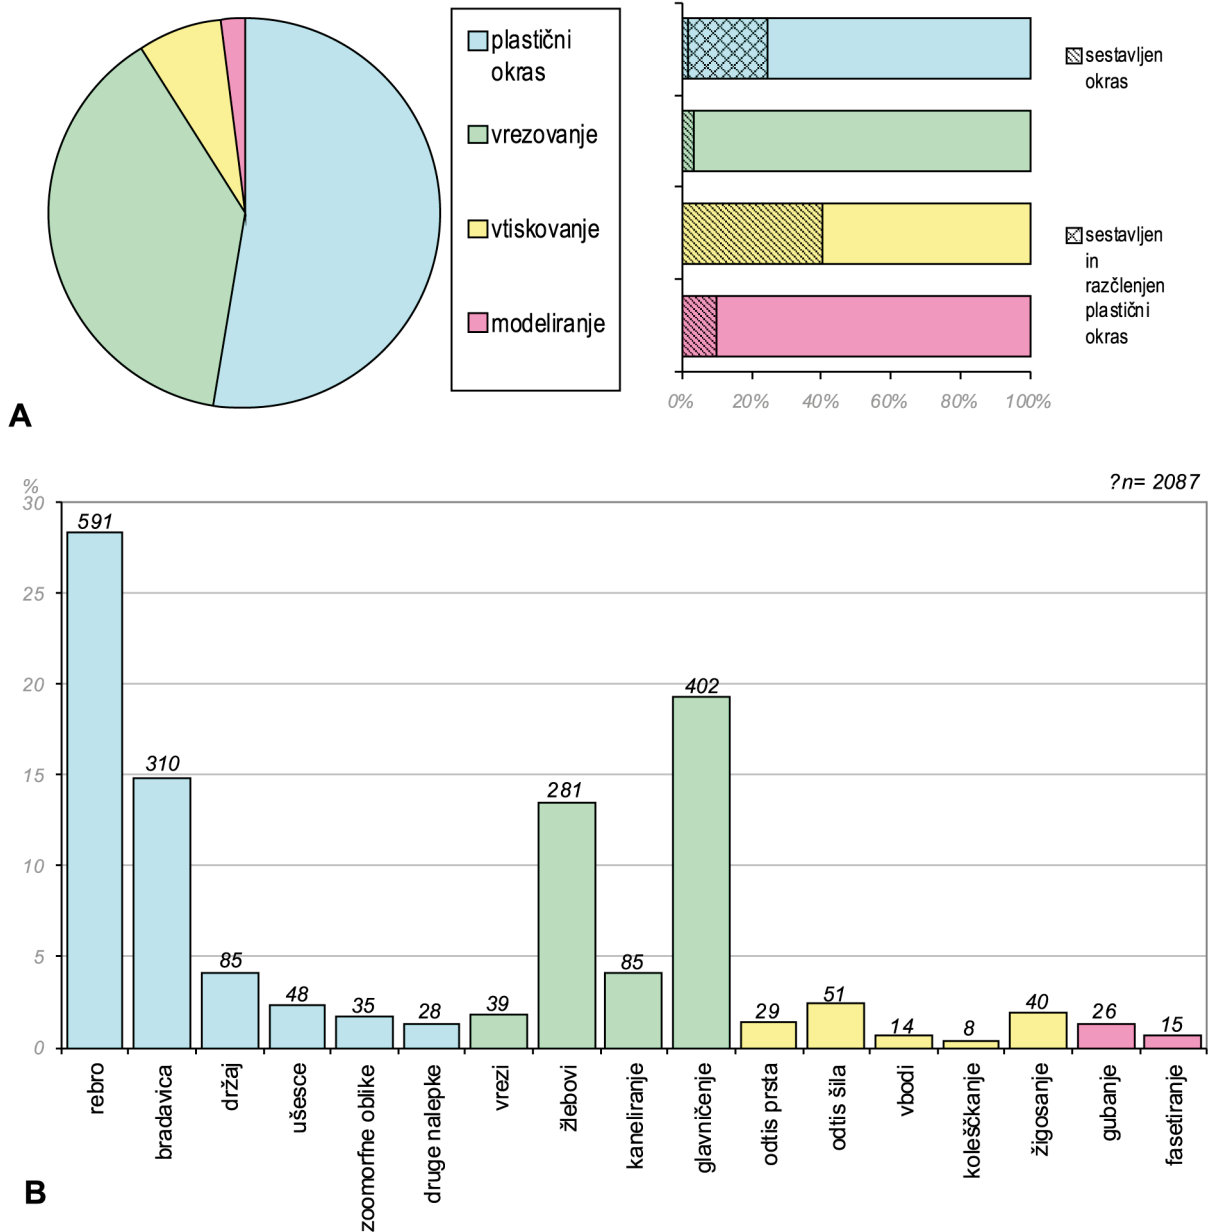 plastični
okras
vrezovanje
vtiskovanje
modeliranje
A
sestavljen
okras
sestavljen
in
razčlenjen
plastični
okras
0% 20% 40% 60% 80% 100%
%
?n= 2087
30
25
20
15
10
5
0
591
310
85
48
35
28
39
281
85
402
29
51
14
8
40
26
15
rebro
bradavica
držaj
ušesce
zoomorfne oblike
druge nalepke
vrezi
žlebovi
kaneliranje
glavničenje
odtis prsta
odtis šila
vbodi
koleščkanje
žigosanje
gubanje
fasetiranje
B